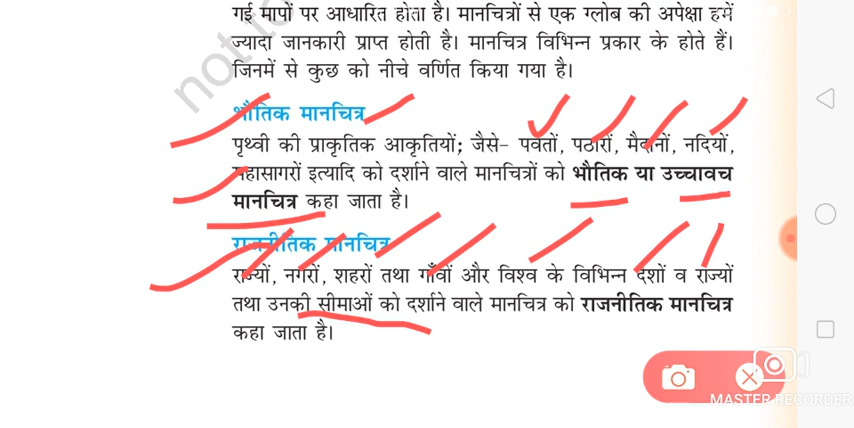 गई मापों पर आधारित होता है। मानचित्रों से एक ग्लोब की अपेक्षा हमें
ज्यादा जानकारी प्राप्त होती है। मानचित्र विभिन्न प्रकार के होते हैं।
जिनमें से कुछ को नीचे वर्णित किया गया है।
not to
भौतिक मानचित्र
पृथ्वी की प्राकृतिक आकृतियों; जैसे– पर्वतों, पठारों, मैदानों, नदियों,
महासागरों इत्यादि को दर्शाने वाले मानचित्रों को भौतिक या उच्चावच
मानचित्र कहा जाता है।
राजनीतिक मानचित्र
राज्यों, नगरों, शहरों तथा गाँवों और विश्व के विभिन्न देशों व राज्यों
तथा उनकी सीमाओं को दर्शाने वाले मानचित्र को राजनीतिक मानचित्र
कहा जाता है।
MASTER RECORDER